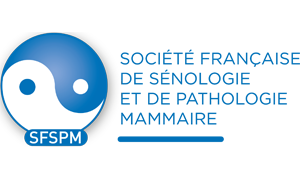 SOCIÉTÉ FRANÇAISE
DE SÉNOLOGIE
ET DE PATHOLOGIE
MAMMAIRE
SFSPM